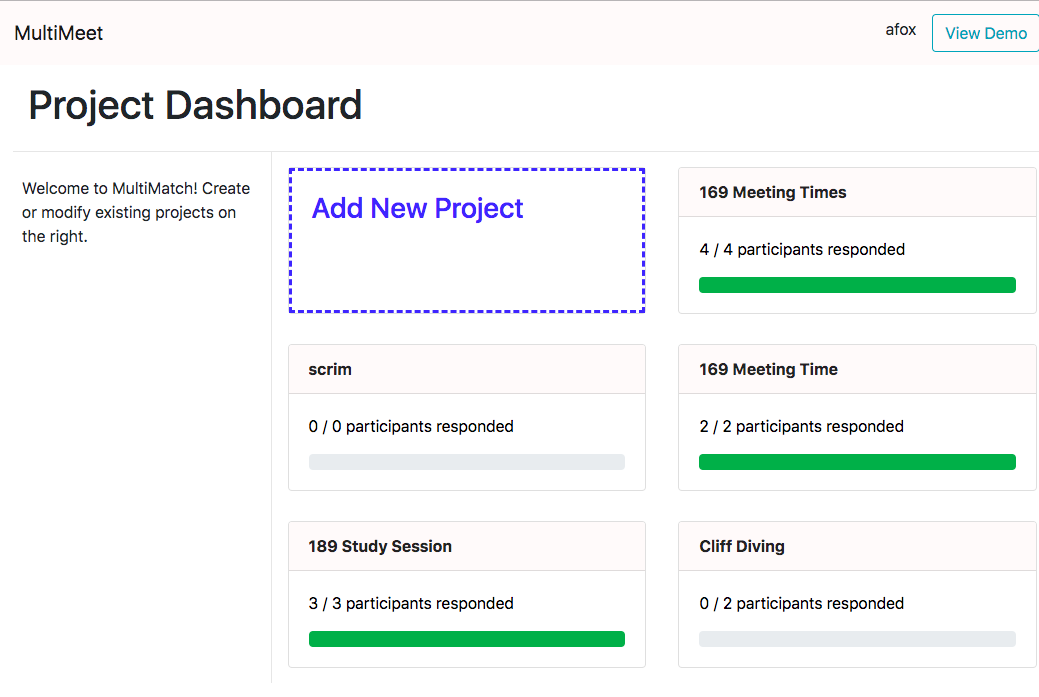 MultiMeet
afox
View Demo
Project Dashboard
Welcome to MultiMatch! Create
or modify existing projects on
the right.
Add New Project
169 Meeting Times
4 / 4 participants responded
scrim
0 / 0 participants responded
169 Meeting Time
2 / 2 participants responded
189 Study Session
3 / 3 participants responded
Cliff Diving
0 / 2 participants responded